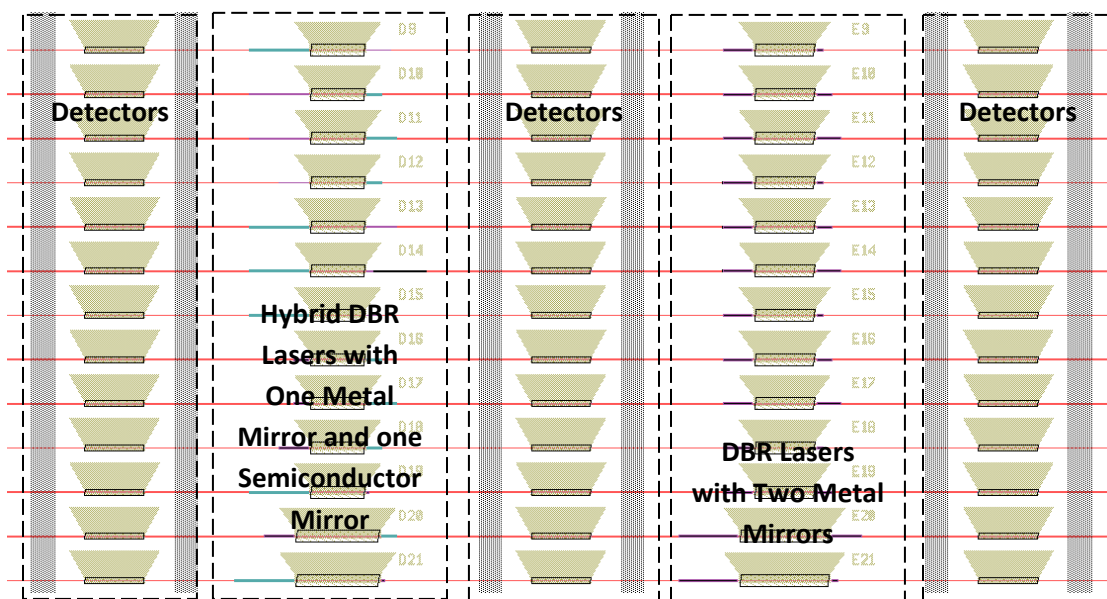 D9
E9
D10
E10
Detectors
Detectors
Detectors
D11
E11
D12
E12
D13
E13
D14
E14
D15
E15
Hybrid DBR
Lasers with
One Metal
Mirror and one
Semiconductor
Mirror
D16
E16
D17
E17
D18
E18
DBR Lasers
with Two Metal
Mirrors
D19
E19
D20
E20
D21
E21